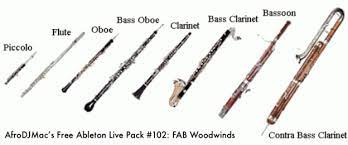 Piccolo
Flute
Oboe
Bass Oboe
Clarinet
Bass Clarinet
Bassoon
Contra Bass Clarinet
AfroDJMac's Free Ableton Live Pack #102: FAB Woodwinds